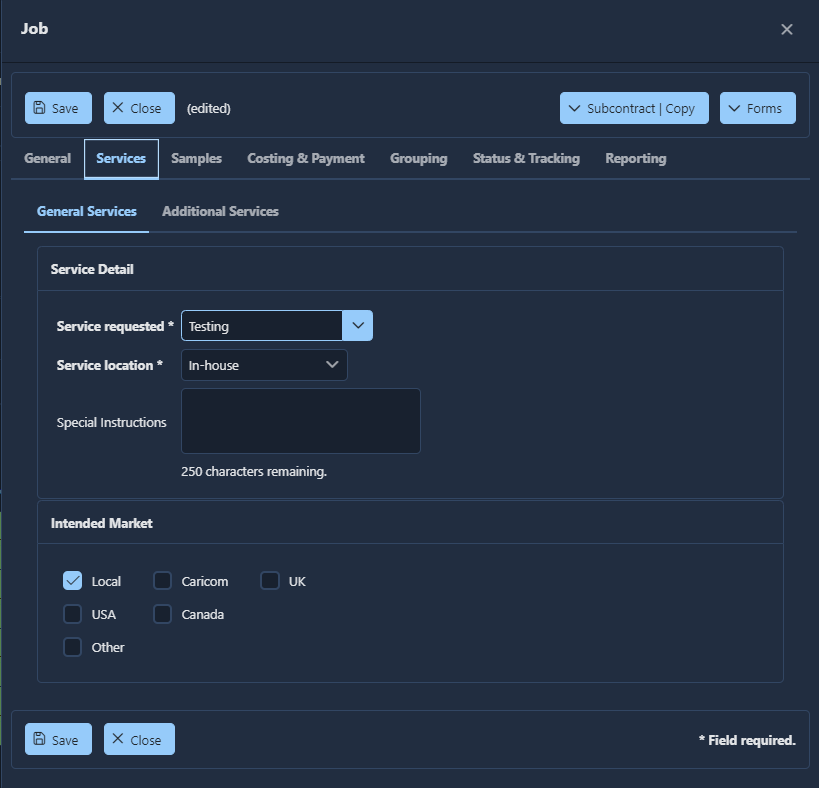 Job
Save Close (edited) Subcontract | Copy Forms
General Services Samples Costing & Payment Grouping Status & Tracking Reporting
General Services Additional Services
Service Detail
Service requested * Testing
Service location * In-house
Special Instructions
250 characters remaining.
Intended Market
Local Caricom UK
USA Canada
Other
Save Close * Field required.